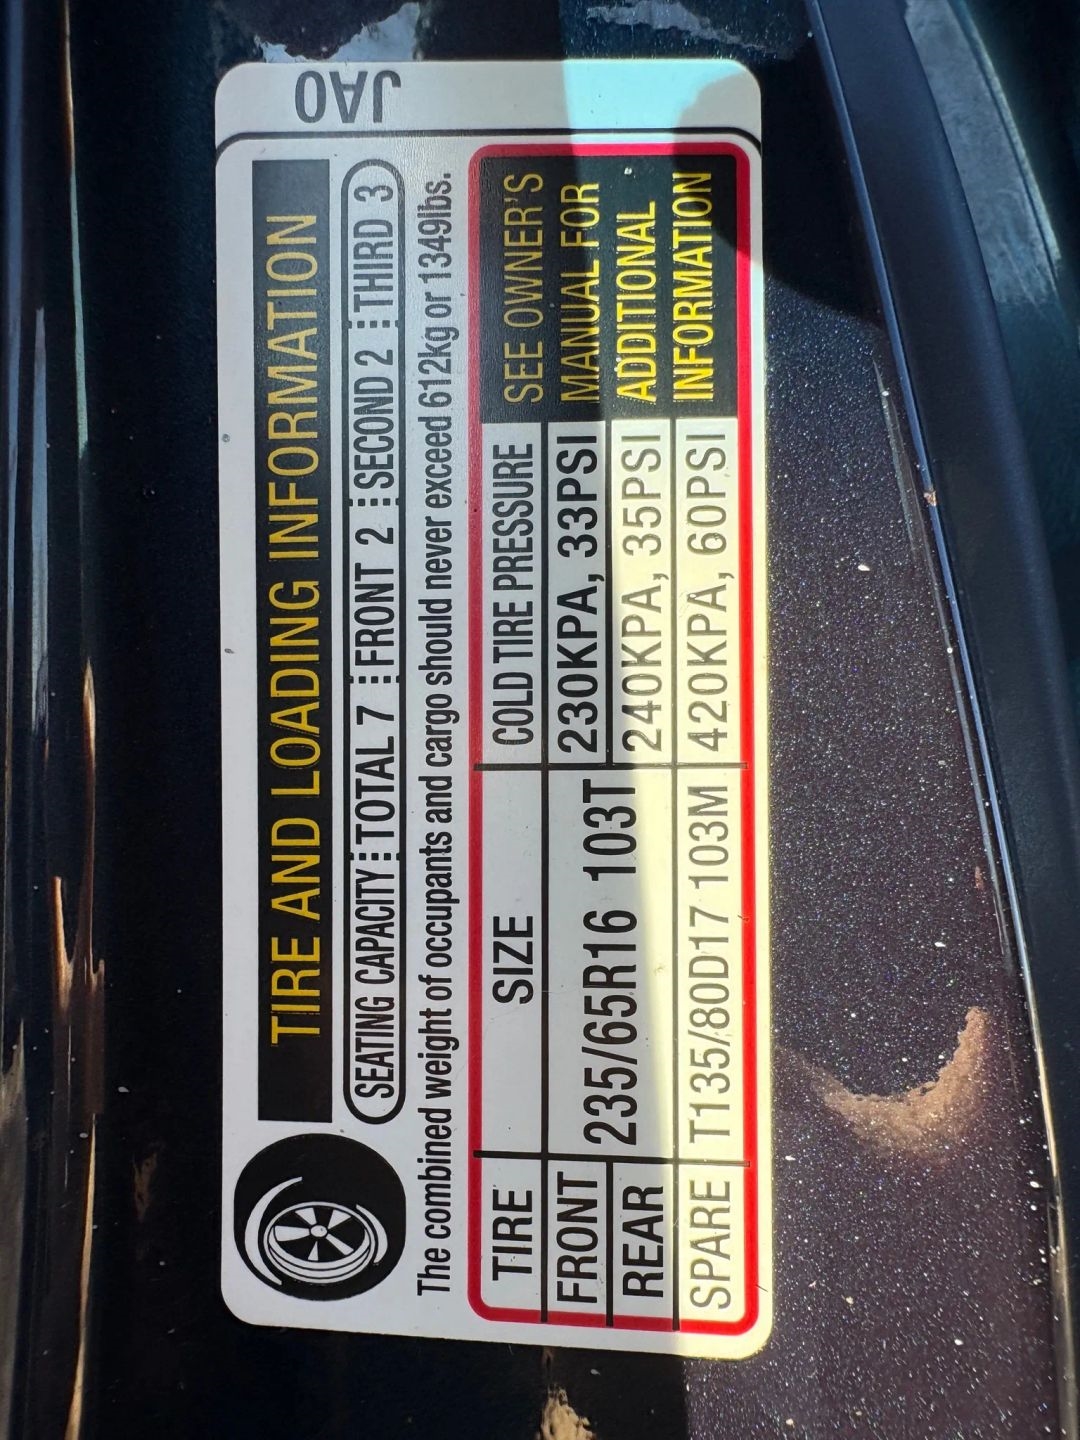 JA0
TIRE AND LOADING INFORMATION
SEATING CAPACITY TOTAL 7 FRONT 2 SECOND 2 THIRD 3
The combined weight of occupants and cargo should never exceed 612kg or 1349lbs.
TIRE SIZE COLD TIRE PRESSURE
FRONT 235/65R16 103T 230KPA, 33PSI
REAR 240KPA, 35PSI
SPARE T135/80D17 103M 420KPA, 60PSI
SEE OWNER'S
MANUAL FOR
ADDITIONAL
INFORMATION